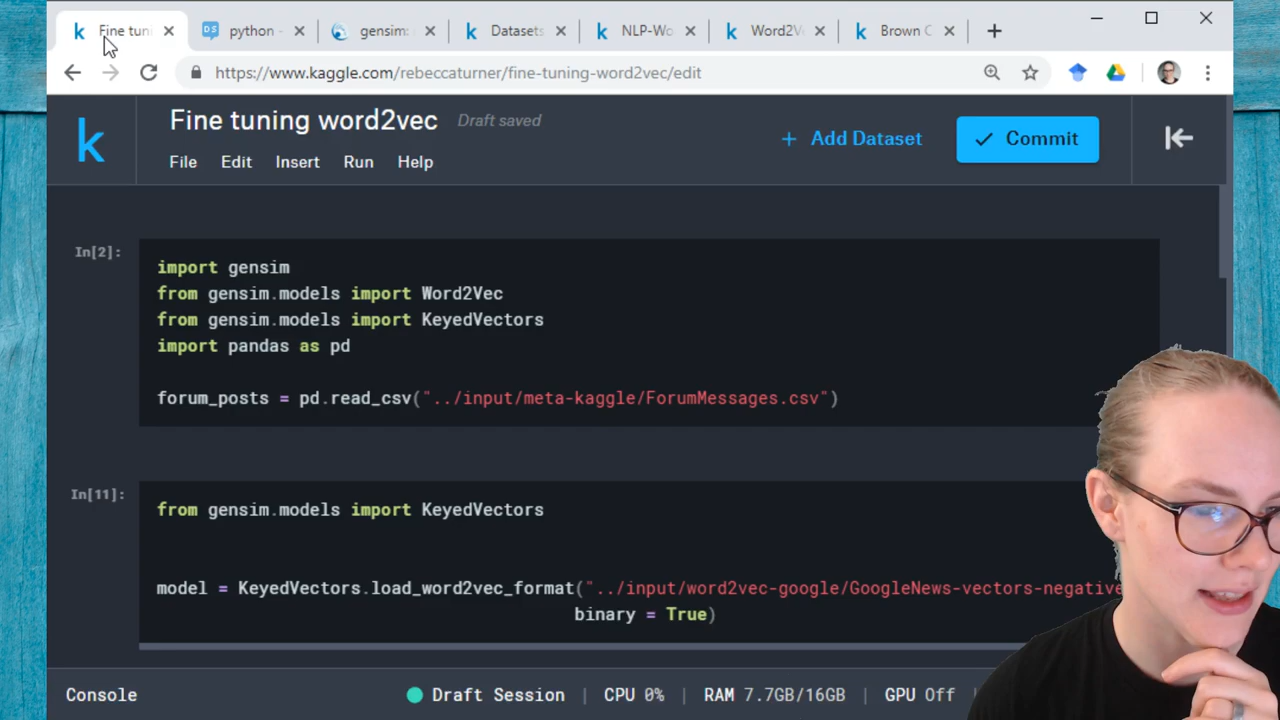 Fine tuni
python -
gensim:
Datasets
NLP-Wo
Word2V
Brown C
https://www.kaggle.com/rebeccaturner/fine-tuning-word2vec/edit
k
Fine tuning word2vec
Draft saved
+ Add Dataset
Commit
File Edit Insert Run Help
In[2]:
import gensim
from gensim.models import Word2Vec
from gensim.models import KeyedVectors
import pandas as pd
forum_posts = pd.read_csv("../input/meta-kaggle/ForumMessages.csv")
In[11]:
from gensim.models import KeyedVectors
model = KeyedVectors.load_word2vec_format("../input/word2vec-google/GoogleNews-vectors-negative
binary = True)
Console
Draft Session | CPU 0% | RAM 7.7GB/16GB | GPU Off